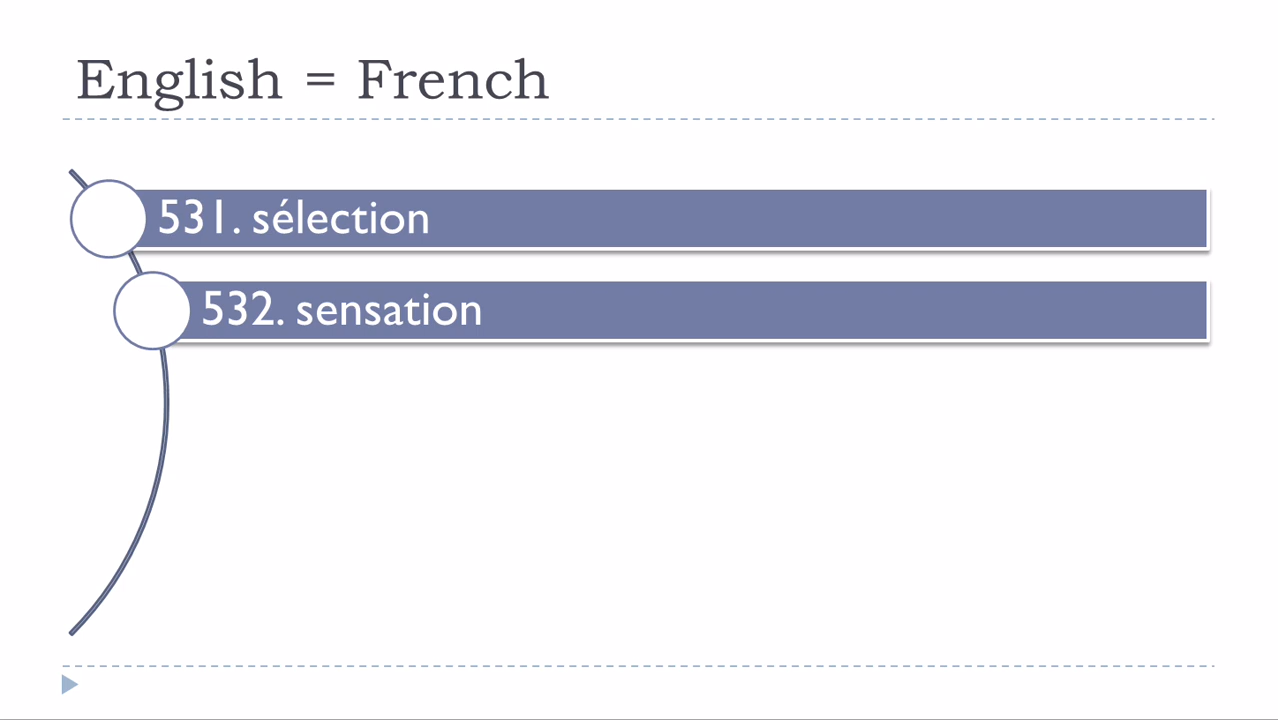 English = French
531. sélection
532. sensation